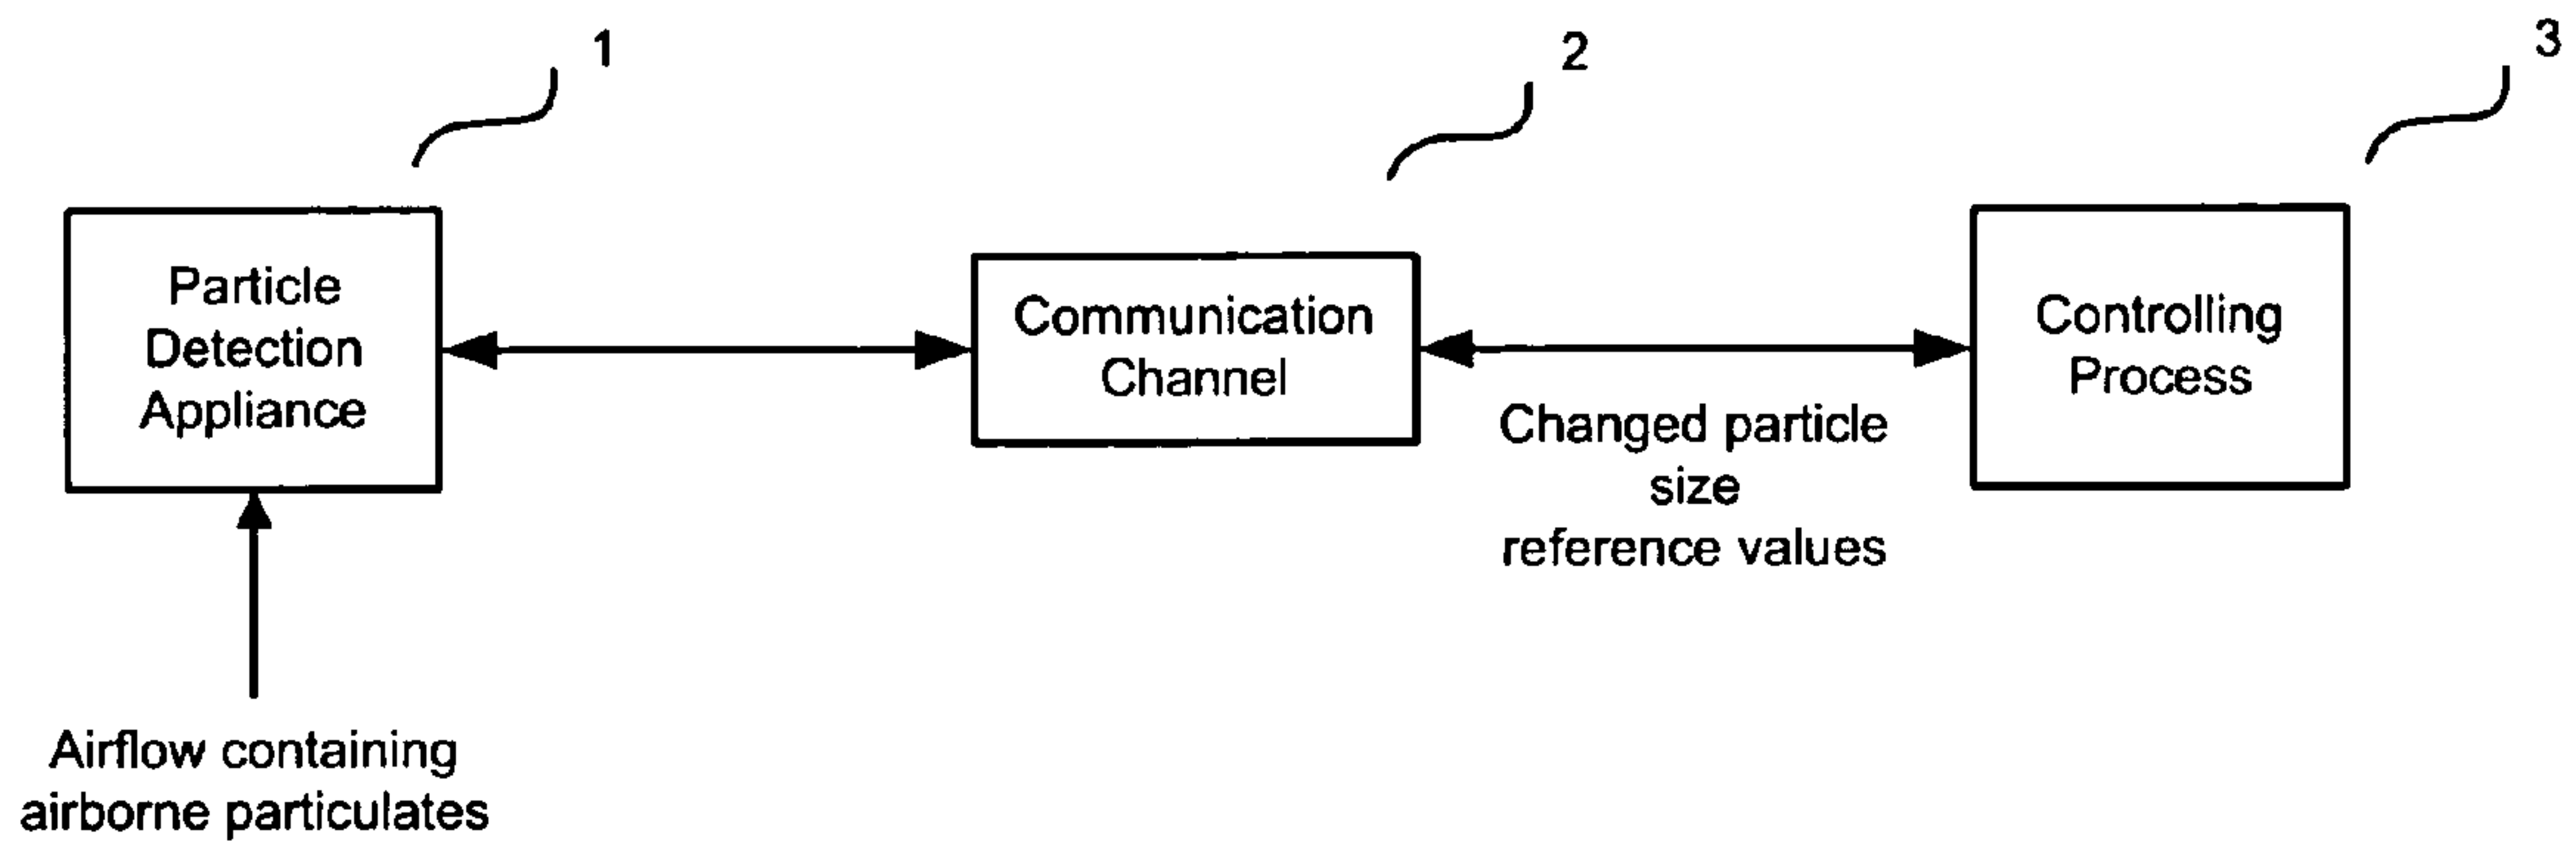 1
2
3
Particle
Detection
Appliance
Communication
Channel
Controlling
Process
Changed particle
size
reference values
Airflow containing
airborne particulates